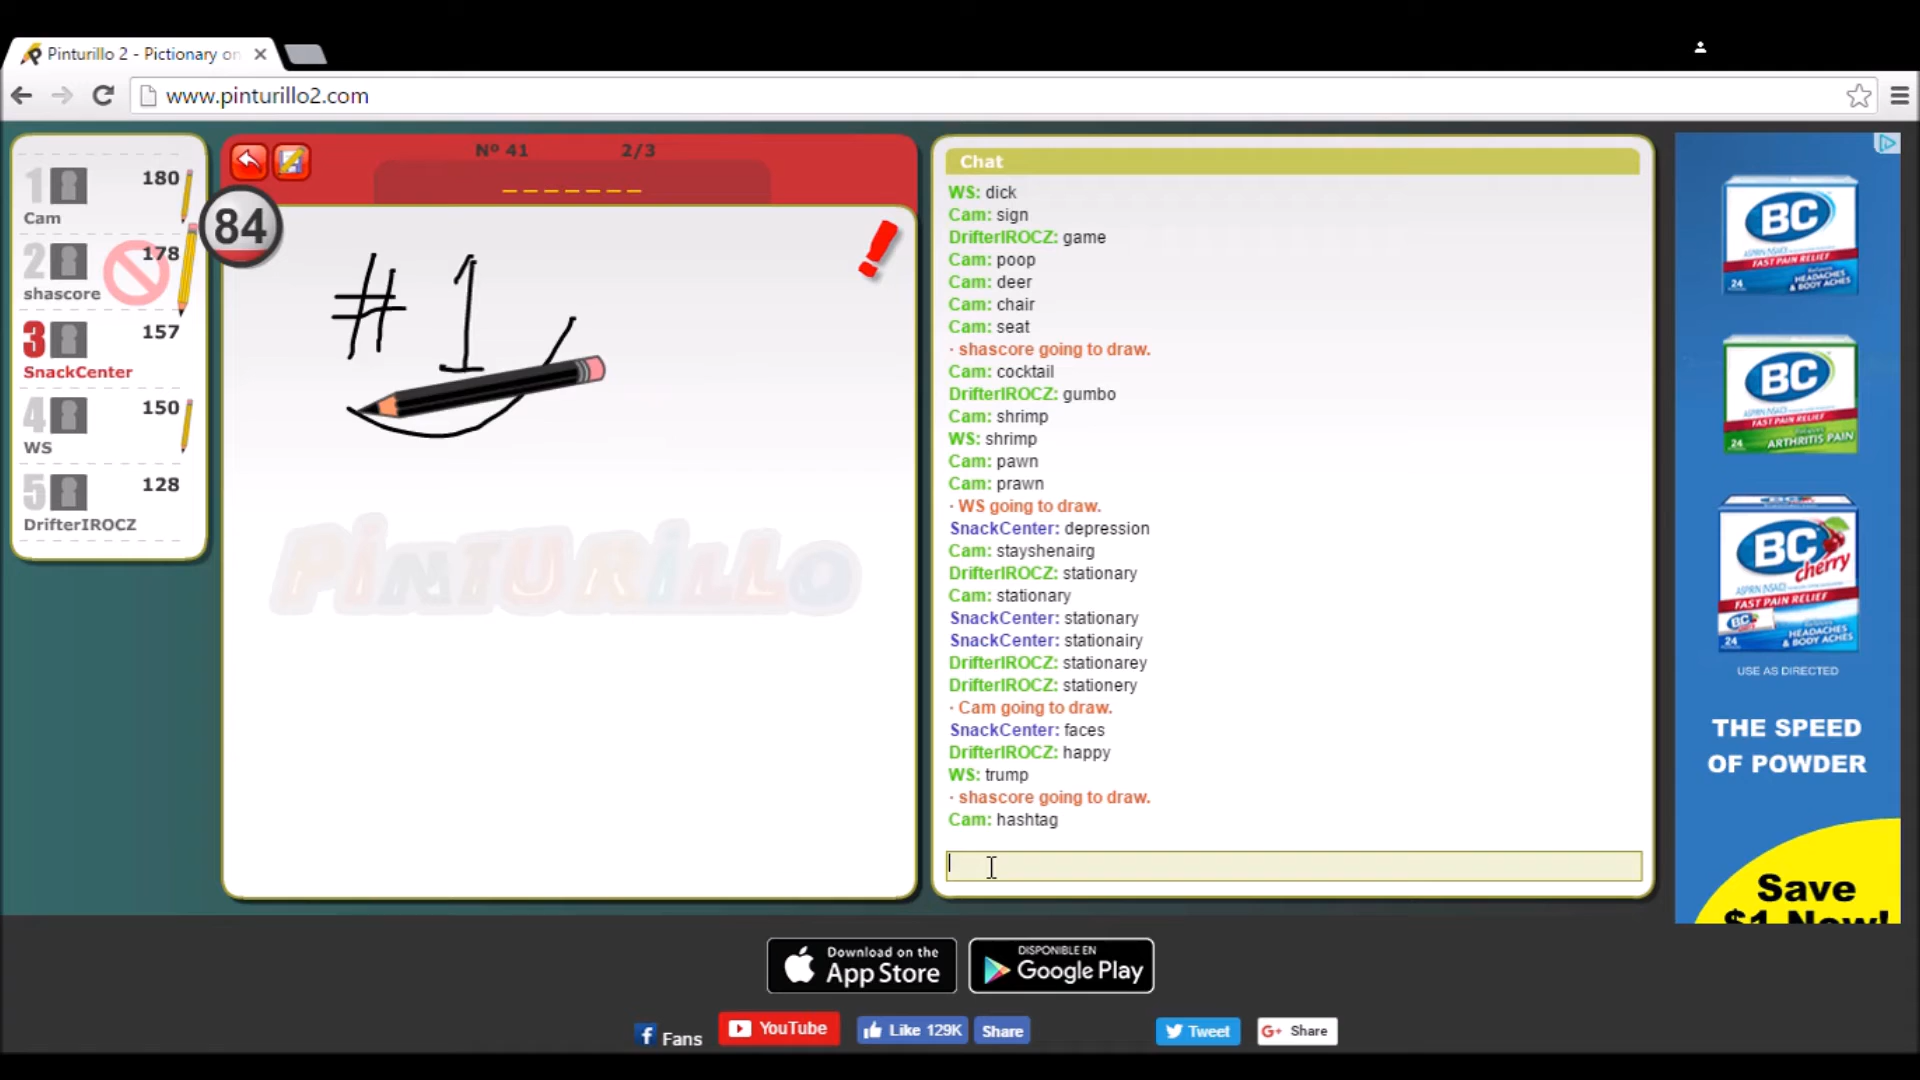 Pinturillo 2 - Pictionary on
www.pinturillo2.com
1 180
Cam
2 178
shascore
3 157
SnackCenter
4 150
WS
5 128
DrifterIROCZ
84
Nº 41 2/3
_ _ _ _ _ _ _
# 1
!
PINTURILLO
Chat
WS: dick
Cam: sign
DrifterIROCZ: game
Cam: poop
Cam: deer
Cam: chair
Cam: seat
· shascore going to draw.
Cam: cocktail
DrifterIROCZ: gumbo
Cam: shrimp
WS: shrimp
Cam: pawn
Cam: prawn
· WS going to draw.
SnackCenter: depression
Cam: stayshenairg
DrifterIROCZ: stationary
Cam: stationary
SnackCenter: stationary
SnackCenter: stationairy
DrifterIROCZ: stationarey
DrifterIROCZ: stationery
· Cam going to draw.
SnackCenter: faces
DrifterIROCZ: happy
WS: trump
· shascore going to draw.
Cam: hashtag
BC
FAST PAIN RELIEF
HEADACHES
& BODY ACHES
24
BC
FAST PAIN RELIEF
ARTHRITIS PAIN
24
BC
cherry
FAST PAIN RELIEF
HEADACHES
& BODY ACHES
24
USE AS DIRECTED
THE SPEED
OF POWDER
Save
$1 Now!
Download on the
App Store
DISPONIBLE EN
Google Play
f Fans
YouTube
Like 129K
Share
Tweet
G+ Share